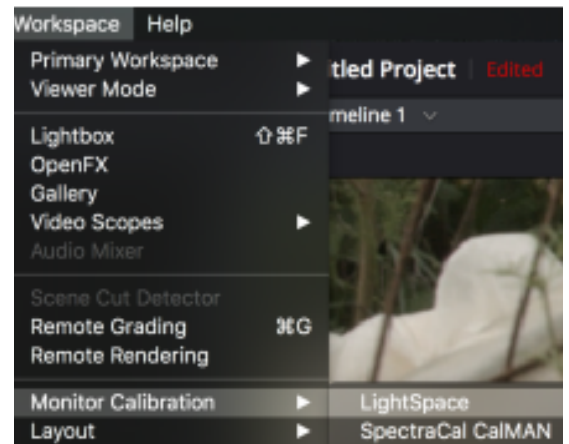 Workspace Help
Primary Workspace ▶
Viewer Mode ▶
Lightbox ⇧⌘F
OpenFX
Gallery
Video Scopes ▶
Audio Mixer
Scene Cut Detector
Remote Grading ⌘G
Remote Rendering
Monitor Calibration ▶
Layout ▶
tled Project | Edited
meline 1
LightSpace
SpectraCal CalMAN